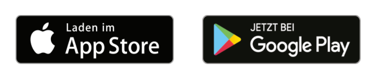 Laden im
App Store
JETZT BEI
Google Play